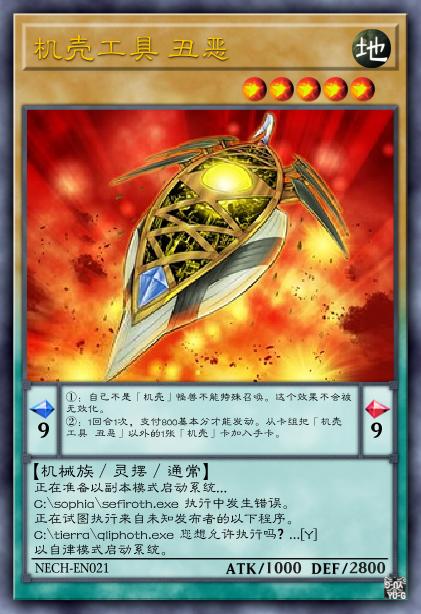 机壳工具 丑恶
地
①：自己不是「机壳」怪兽不能特殊召唤。这个效果不会被
无效化。
②：1回合1次，支付800基本分才能发动。从卡组把「机壳
工具 丑恶」以外的1张「机壳」卡加入手卡。
9
9
【机械族／灵摆／通常】
正在准备以副本模式启动系统...
C:\sophia\sefiroth.exe 执行中发生错误。
正在试图执行来自未知发布者的以下程序。
C:\tierra\qliphoth.exe 您想允许执行吗? ...[Y]
以自律模式启动系统。
NECH-EN021
ATK/1000 DEF/2800